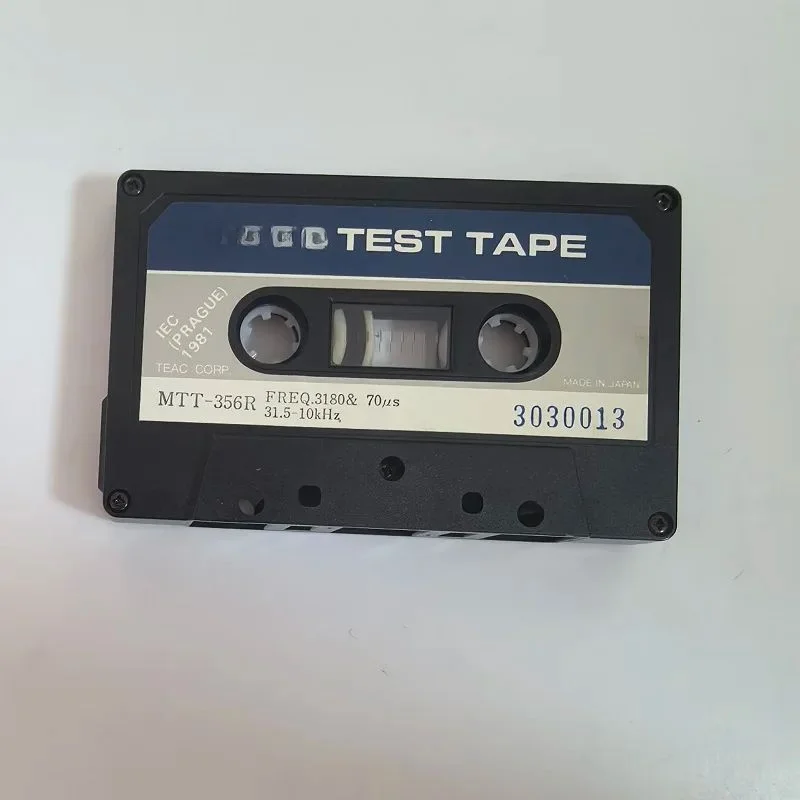 TEST TAPE
IEC
(PRAGUE)
1981
TEAC CORP
MADE IN JAPAN
MTT-356R FREQ.3180& 70μs
31.5-10kHz
3030013